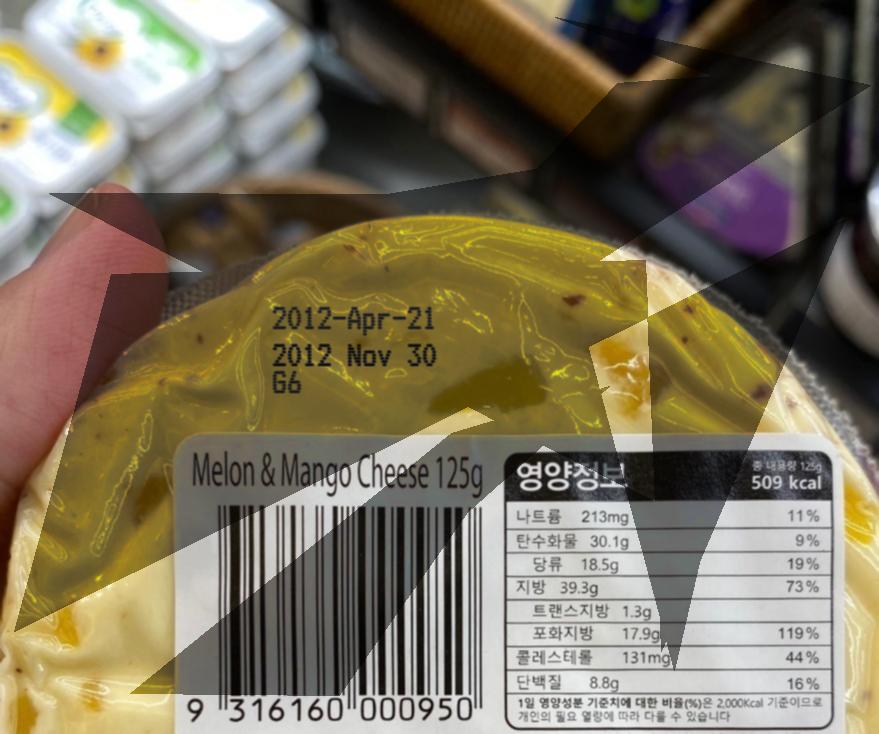 2012-Apr-21
2012 Nov 30
G6
Melon & Mango Cheese 125g
9 316160 000950
영양정보 총 내용량 125g
509 kcal
나트륨 213mg 11%
탄수화물 30.1g 9%
당류 18.5g 19%
지방 39.3g 73%
트랜스지방 1.3g
포화지방 17.9g 119%
콜레스테롤 131mg 44%
단백질 8.8g 16%
1일 영양성분 기준치에 대한 비율(%)은 2,000Kcal 기준이므로
개인의 필요 열량에 따라 다를 수 있습니다